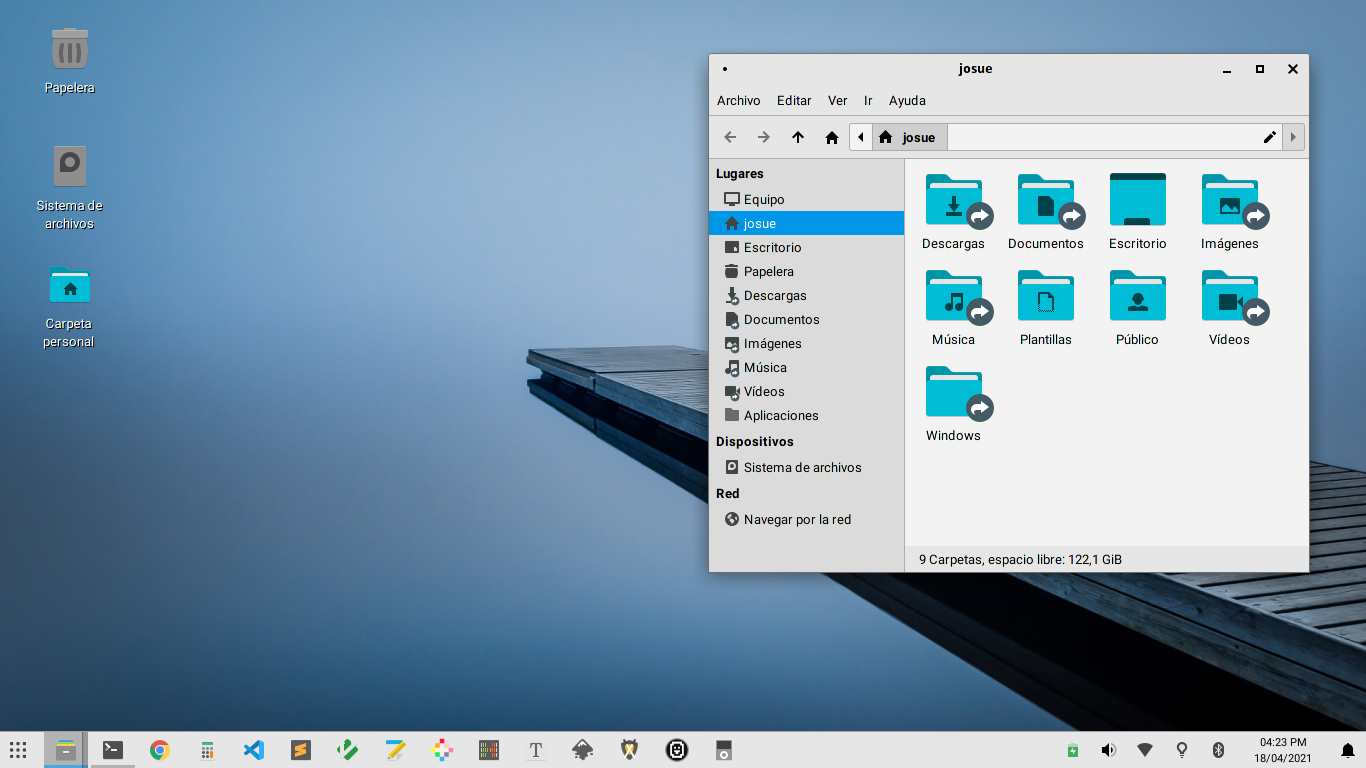 Papelera
Sistema de
archivos
Carpeta
personal
josue
Archivo Editar Ver Ir Ayuda
josue
Lugares
Equipo
josue
Escritorio
Papelera
Descargas
Documentos
Imágenes
Música
Vídeos
Aplicaciones
Dispositivos
Sistema de archivos
Red
Navegar por la red
Descargas Documentos Escritorio Imágenes
Música Plantillas Público Vídeos
Windows
9 Carpetas, espacio libre: 122,1 GiB
04:23 PM
18/04/2021